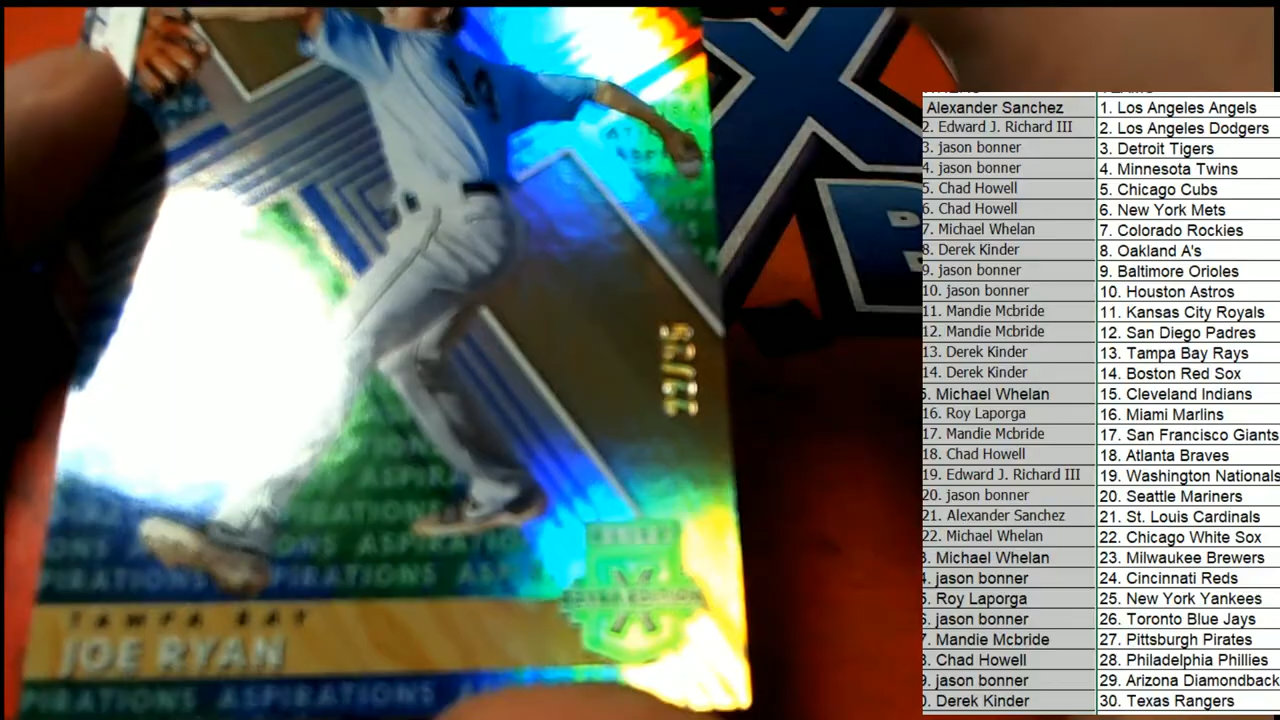 22/25
TAMPA BAY
JOE RYAN
EXTRA EDITION
ASPIRATIONS
Alexander Sanchez 1. Los Angeles Angels
2. Edward J. Richard III 2. Los Angeles Dodgers
3. jason bonner 3. Detroit Tigers
4. jason bonner 4. Minnesota Twins
5. Chad Howell 5. Chicago Cubs
6. Chad Howell 6. New York Mets
7. Michael Whelan 7. Colorado Rockies
8. Derek Kinder 8. Oakland A's
9. jason bonner 9. Baltimore Orioles
10. jason bonner 10. Houston Astros
11. Mandie Mcbride 11. Kansas City Royals
12. Mandie Mcbride 12. San Diego Padres
13. Derek Kinder 13. Tampa Bay Rays
14. Derek Kinder 14. Boston Red Sox
5. Michael Whelan 15. Cleveland Indians
16. Roy Laporga 16. Miami Marlins
17. Mandie Mcbride 17. San Francisco Giants
18. Chad Howell 18. Atlanta Braves
19. Edward J. Richard III 19. Washington Nationals
20. jason bonner 20. Seattle Mariners
21. Alexander Sanchez 21. St. Louis Cardinals
22. Michael Whelan 22. Chicago White Sox
3. Michael Whelan 23. Milwaukee Brewers
4. jason bonner 24. Cincinnati Reds
5. Roy Laporga 25. New York Yankees
6. jason bonner 26. Toronto Blue Jays
7. Mandie Mcbride 27. Pittsburgh Pirates
8. Chad Howell 28. Philadelphia Phillies
9. jason bonner 29. Arizona Diamondback
0. Derek Kinder 30. Texas Rangers